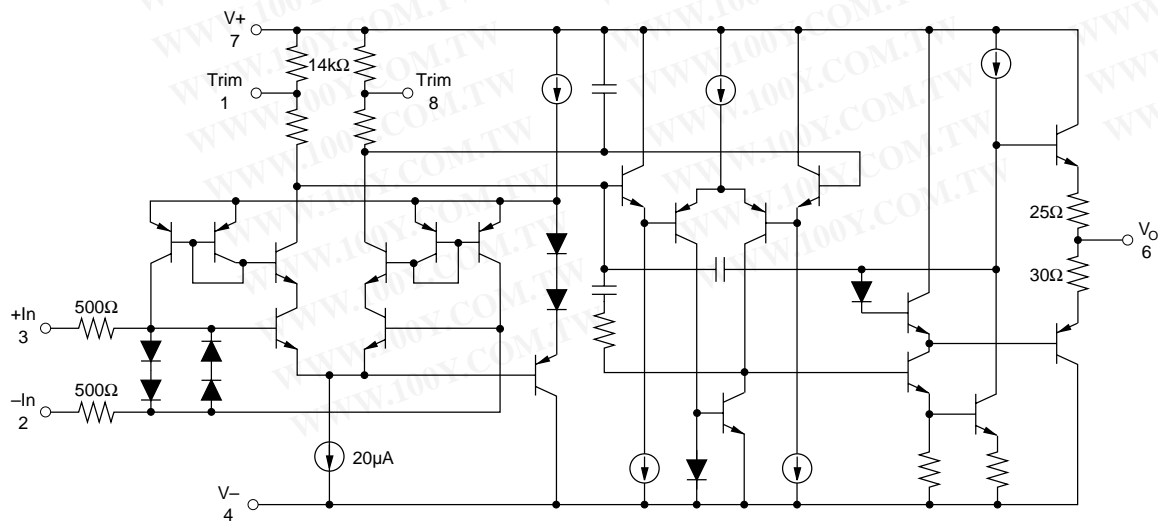 V+
7
14kΩ
Trim
1
Trim
8
25Ω
VO
6
30Ω
500Ω
+In
3
500Ω
–In
2
20µA
V–
4
WWW.100Y.COM.TW